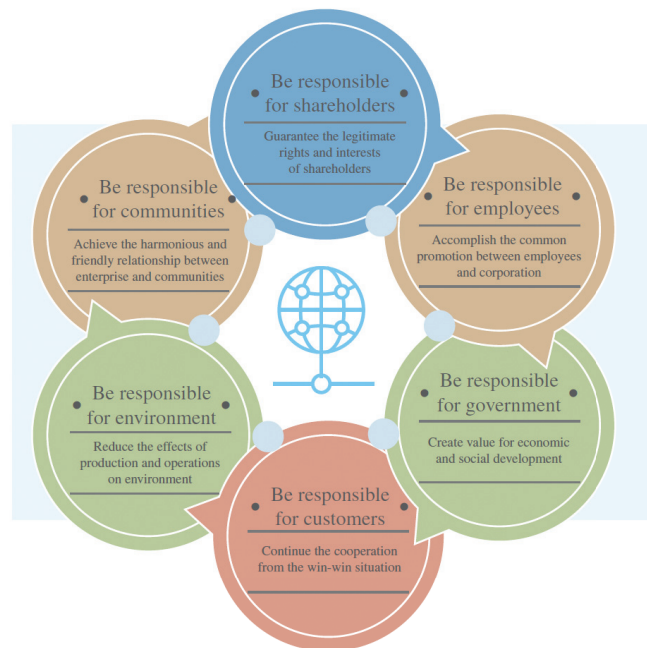 Be responsible
for shareholders
Guarantee the legitimate
rights and interests
of shareholders
Be responsible
for employees
Accomplish the common
promotion between employees
and corporation
Be responsible
for government
Create value for economic
and social development
Be responsible
for customers
Continue the cooperation
from the win-win situation
Be responsible
for environment
Reduce the effects of
production and operations
on environment
Be responsible
for communities
Achieve the harmonious and
friendly relationship between
enterprise and communities